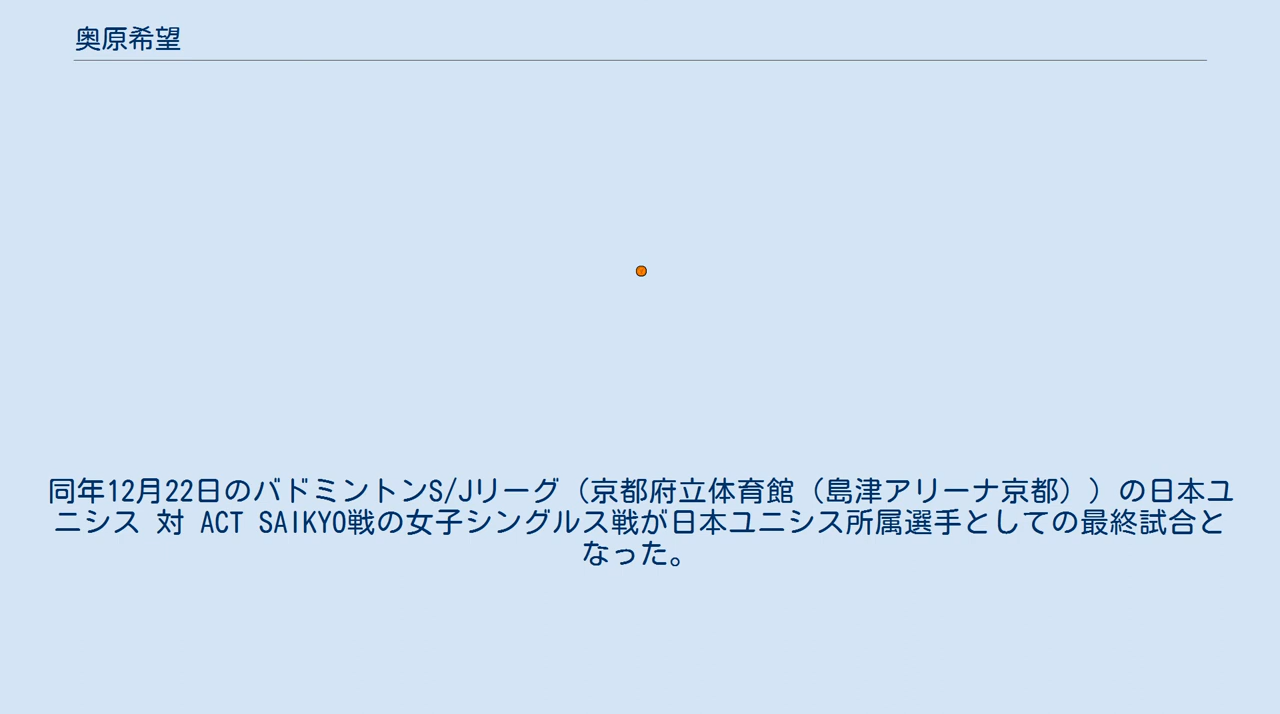 奥原希望
同年12月22日のバドミントンS/Jリーグ（京都府立体育館（島津アリーナ京都））の日本ユ
ニシス 対 ACT SAIKYO戦の女子シングルス戦が日本ユニシス所属選手としての最終試合と
なった。